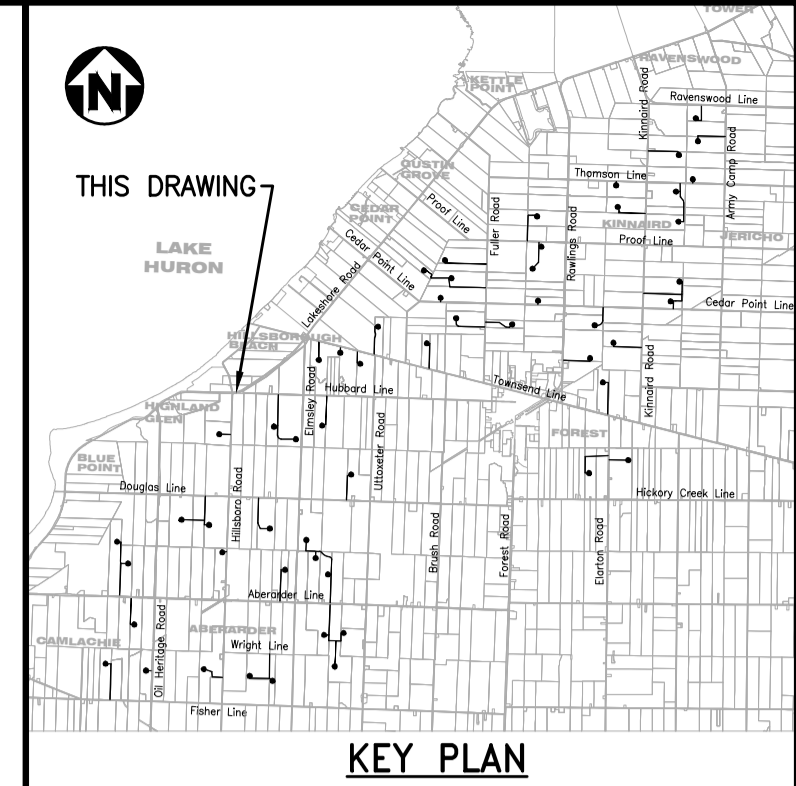 TOWER
RAVENSWOOD
N
KETTLE
POINT
Ravenswood Line
Kinnaird Road
Army Camp Road
GUSTIN
GROVE
Thomson Line
THIS DRAWING
CEDAR
POINT
Proof Line
Fuller Road
Rawlings Road
KINNAIRD
Proof Line
JERICHO
LAKE
HURON
Cedar Point Line
Lakeshore Road
Cedar Point Line
HILLSBOROUGH
BEACH
Elmsley Road
Hubbard Line
Townsend Line
Kinnaird Road
HIGHLAND
GLEN
Uttoxeter Road
FOREST
BLUE
POINT
Douglas Line
Hillsboro Road
Hickory Creek Line
Brush Road
Forest Road
Elarton Road
Aberarder Line
Oil Heritage Road
ABERARDER
CAMLACHIE
Wright Line
Fisher Line
KEY PLAN